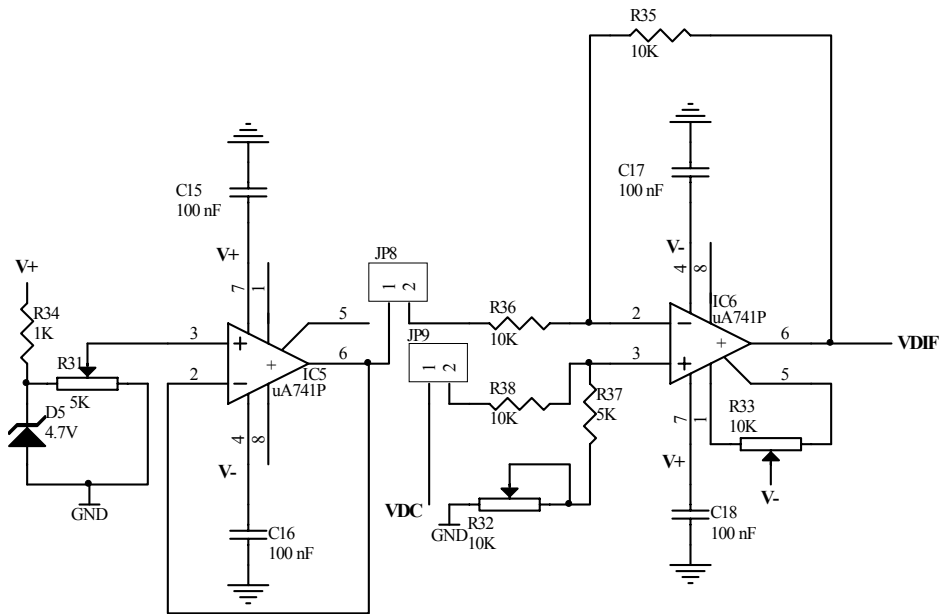 R35
10K
C17
100 nF
V-
4
8
C15
100 nF
V+
7
1
JP8
1
2
V+
R34
1K
R31
5K
D5
4.7V
GND
3
2
+
−
+
5
6
IC5
uA741P
4
8
V-
C16
100 nF
JP9
1
2
R36
10K
R38
10K
R37
5K
VDC
GND
R32
10K
2
3
−
+
+
IC6
uA741P
6
VDIF
5
7
1
V+
R33
10K
V-
C18
100 nF